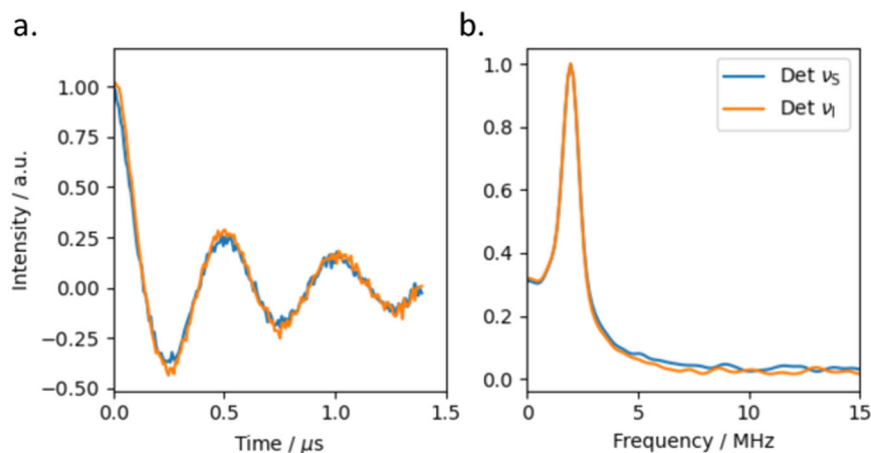 a.
1.00
0.75
0.50
0.25
0.00
−0.25
−0.50
Intensity / a.u.
0.0 0.5 1.0 1.5
Time / μs
b.
1.0
0.8
0.6
0.4
0.2
0.0
Det νS
Det νI
0 5 10 15
Frequency / MHz